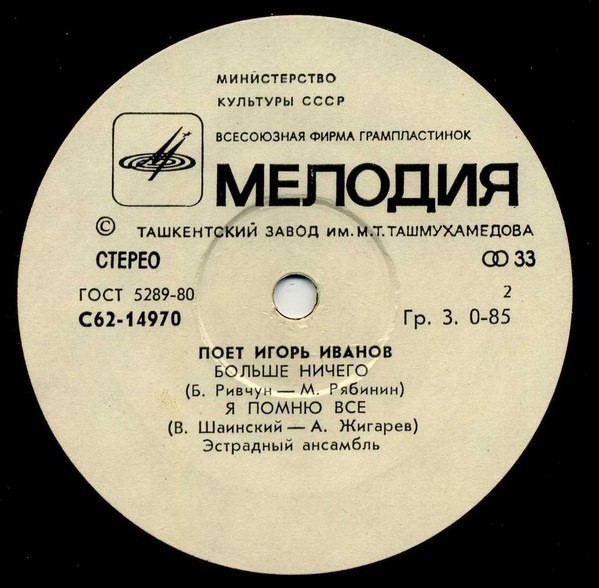 МИНИСТЕРСТВО
КУЛЬТУРЫ СССР
ВСЕСОЮЗНАЯ ФИРМА ГРАМПЛАСТИНОК
МЕЛОДИЯ
© ТАШКЕНТСКИЙ ЗАВОД ИМ. М.Т. ТАШМУХАМЕДОВА
СТЕРЕО 33
ГОСТ 5289-80 2
С62-14970 Гр. 3. 0-85
ПОЕТ ИГОРЬ ИВАНОВ
БОЛЬШЕ НИЧЕГО
(Б. Ривчун — М. Рябинин)
Я ПОМНЮ ВСЕ
(В. Шаинский — А. Жигарев)
Эстрадный ансамбль